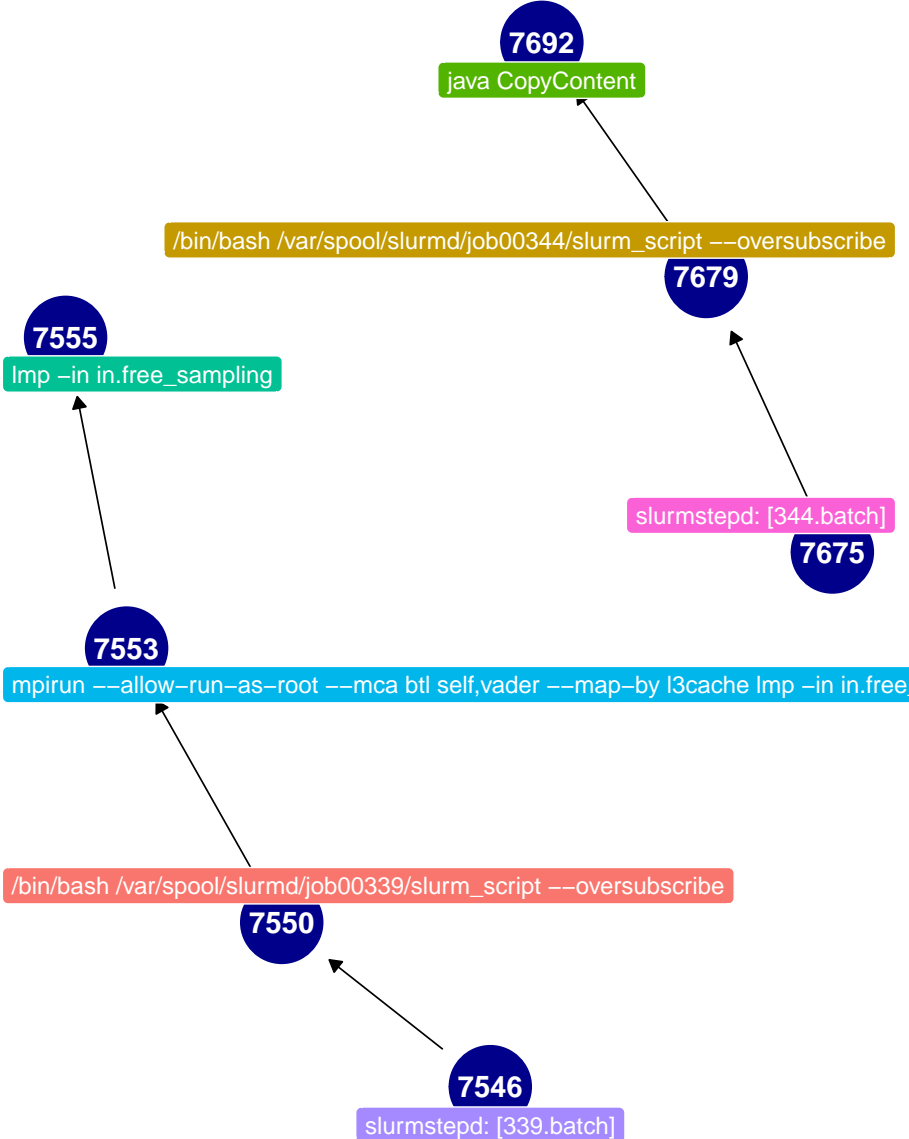 7692
java CopyContent
/bin/bash /var/spool/slurmd/job00344/slurm_script −−oversubscribe
7679
7555
lmp −in in.free_sampling
slurmstepd: [344.batch]
7675
7553
mpirun −−allow−run−as−root −−mca btl self,vader −−map−by l3cache lmp −in in.free_
/bin/bash /var/spool/slurmd/job00339/slurm_script −−oversubscribe
7550
7546
slurmstepd: [339.batch]